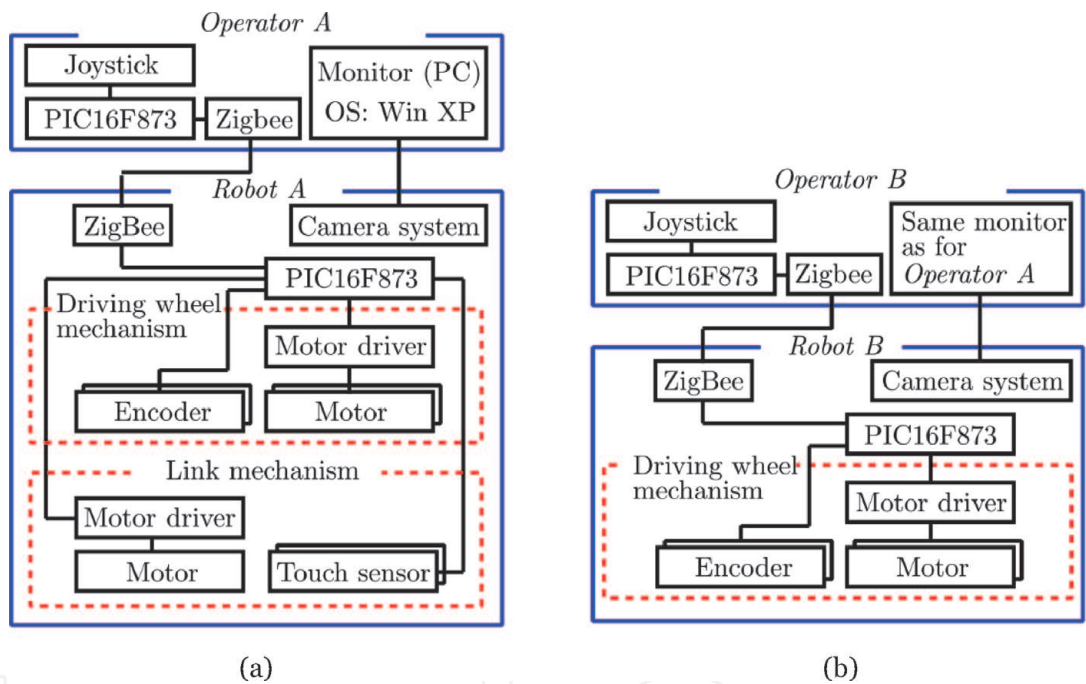 Operator A
Joystick
PIC16F873
Zigbee
Monitor (PC)
OS: Win XP
Robot A
ZigBee
Camera system
PIC16F873
Driving wheel
mechanism
Motor driver
Encoder
Motor
Link mechanism
Motor driver
Motor
Touch sensor
(a)
Operator B
Joystick
PIC16F873
Zigbee
Same monitor
as for
Operator A
Robot B
ZigBee
Camera system
PIC16F873
Driving wheel
mechanism
Motor driver
Encoder
Motor
(b)